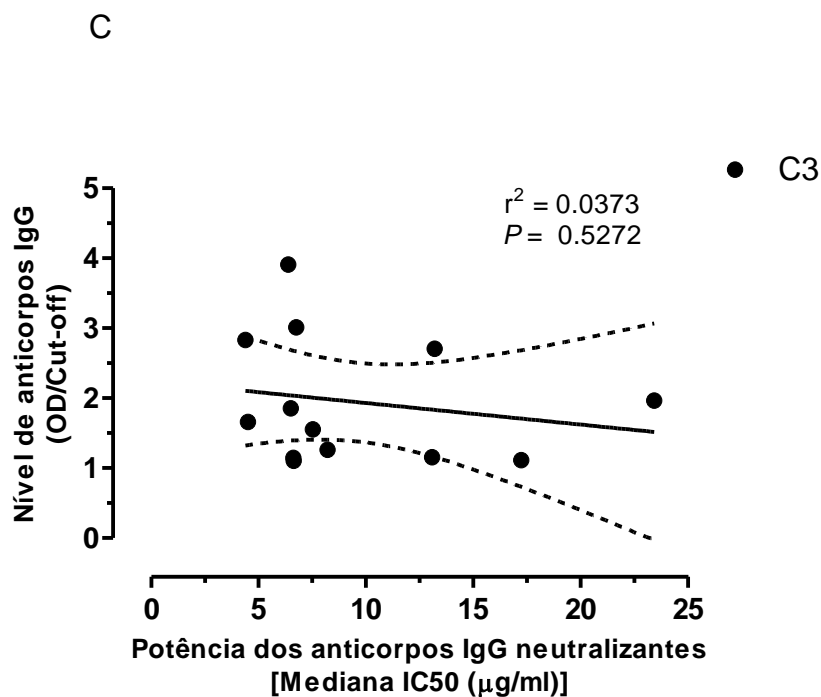 C
C3
r² = 0.0373
P = 0.5272
Nível de anticorpos IgG
(OD/Cut-off)
5
4
3
2
1
0
0 5 10 15 20 25
Potência dos anticorpos IgG neutralizantes
[Mediana IC50 (μg/ml)]